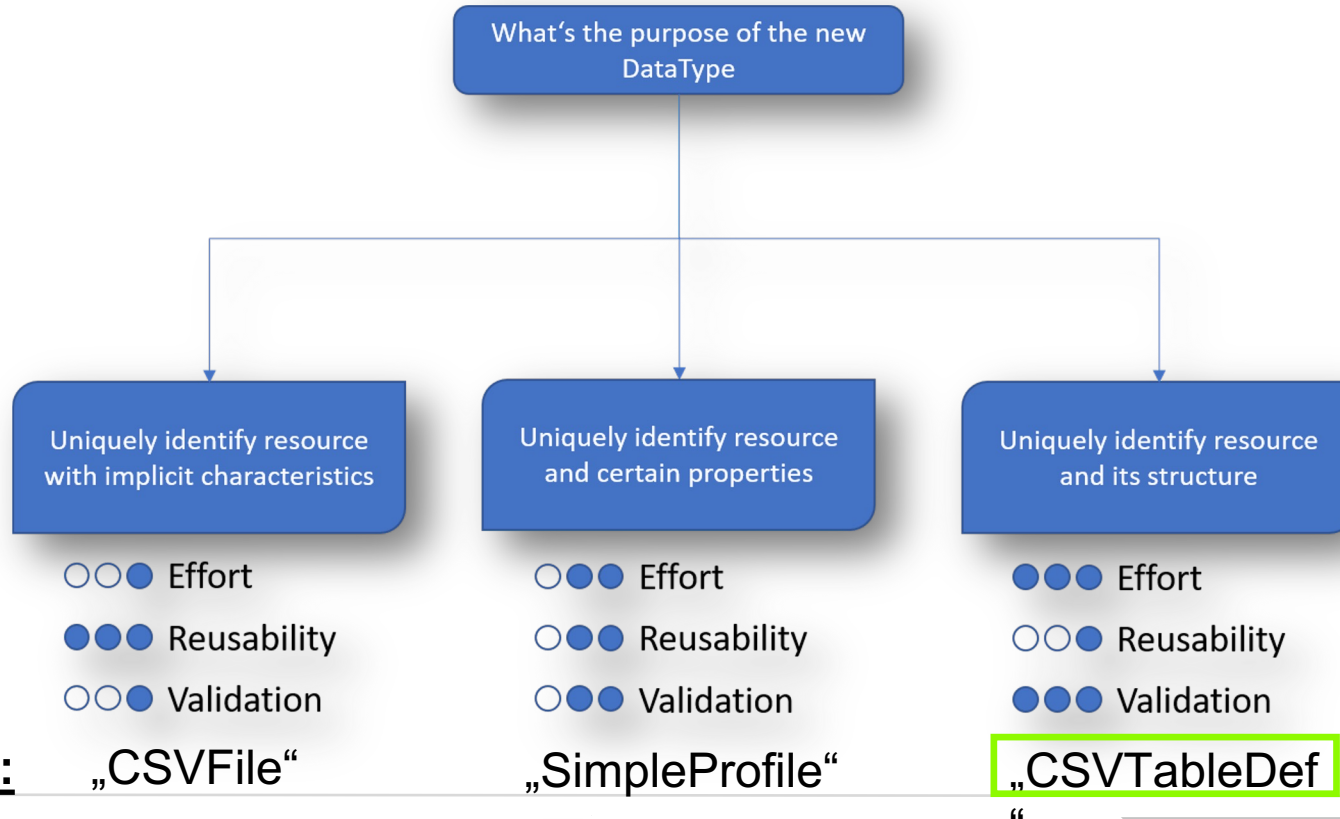 What‘s the purpose of the new
DataType
Uniquely identify resource
with implicit characteristics
Uniquely identify resource
and certain properties
Uniquely identify resource
and its structure
Effort
Reusability
Validation
Effort
Reusability
Validation
Effort
Reusability
Validation
:
„CSVFile“
„SimpleProfile“
„CSVTableDef
“